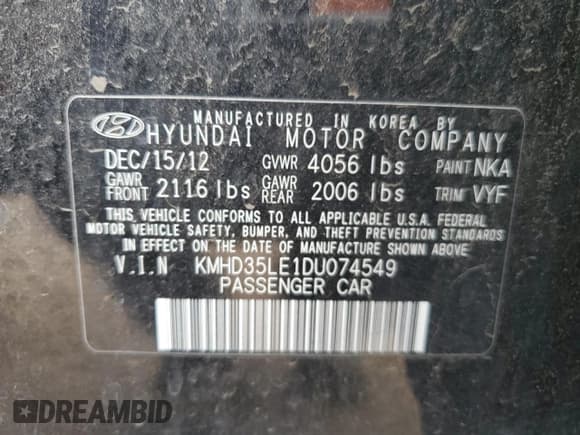 MANUFACTURED IN KOREA BY
HYUNDAI MOTOR COMPANY
DEC/15/12 GVWR 4056 lbs PAINT NKA
GAWR FRONT 2116 lbs GAWR REAR 2006 lbs TRIM VYF
THIS VEHICLE CONFORMS TO ALL APPLICABLE U.S.A. FEDERAL
MOTOR VEHICLE SAFETY, BUMPER, AND THEFT PREVENTION STANDARDS
IN EFFECT ON THE DATE OF MANUFACTURE SHOWN ABOVE.
V.I.N KMHD35LE1DU074549
PASSENGER CAR
DREAMBID